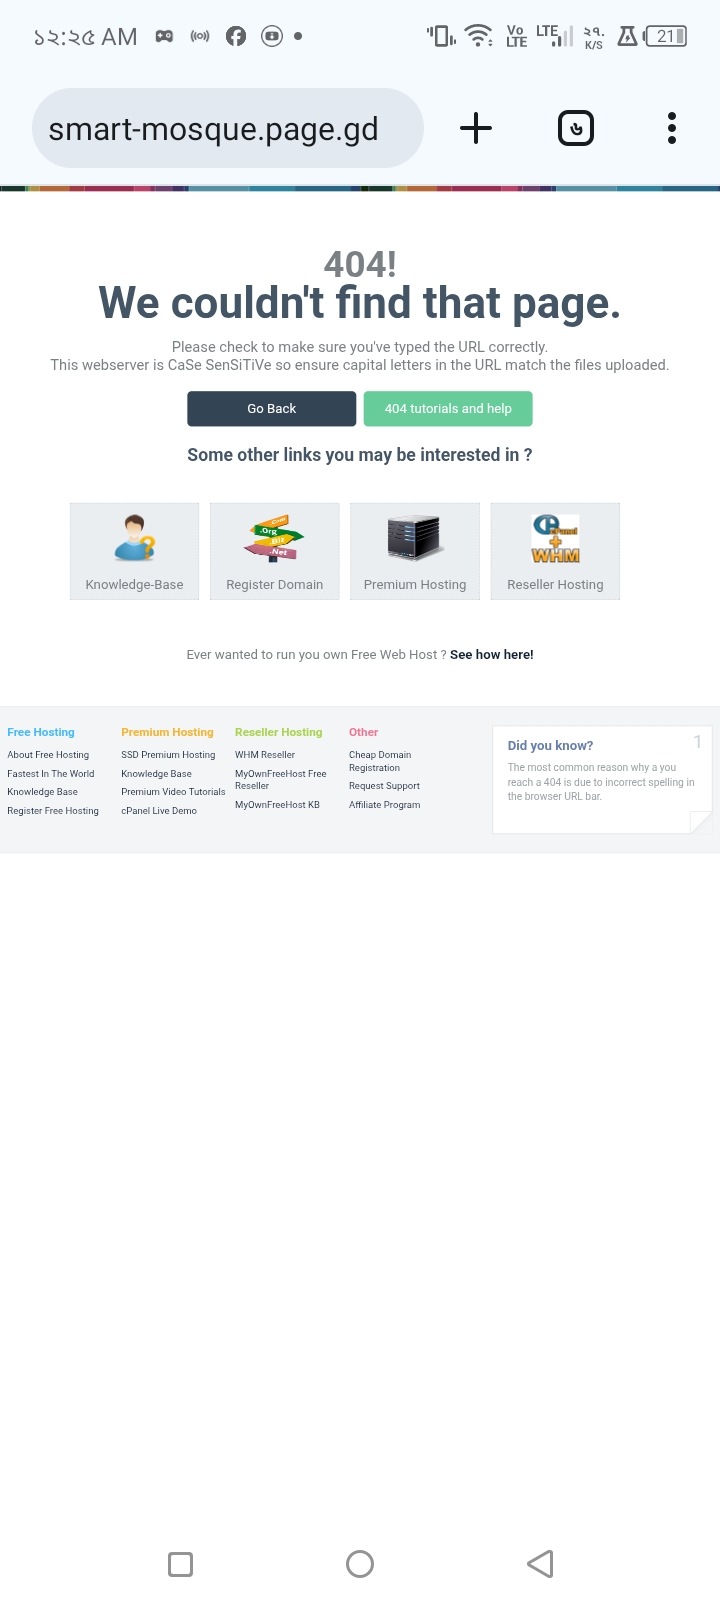 ১২:২৫ AM
Vo LTE
LTE
২৭. K/S
21
smart-mosque.page.gd
৬
404!
We couldn't find that page.
Please check to make sure you've typed the URL correctly.
This webserver is CaSe SenSiTiVe so ensure capital letters in the URL match the files uploaded.
Go Back
404 tutorials and help
Some other links you may be interested in ?
.Com
.Org
.Biz
.Net
cPanel
+
WHM
Knowledge-Base
Register Domain
Premium Hosting
Reseller Hosting
Ever wanted to run you own Free Web Host ? See how here!
Free Hosting
About Free Hosting
Fastest In The World
Knowledge Base
Register Free Hosting
Premium Hosting
SSD Premium Hosting
Knowledge Base
Premium Video Tutorials
cPanel Live Demo
Reseller Hosting
WHM Reseller
MyOwnFreeHost Free
Reseller
MyOwnFreeHost KB
Other
Cheap Domain
Registration
Request Support
Affiliate Program
Did you know?
1
The most common reason why a you
reach a 404 is due to incorrect spelling in
the browser URL bar.